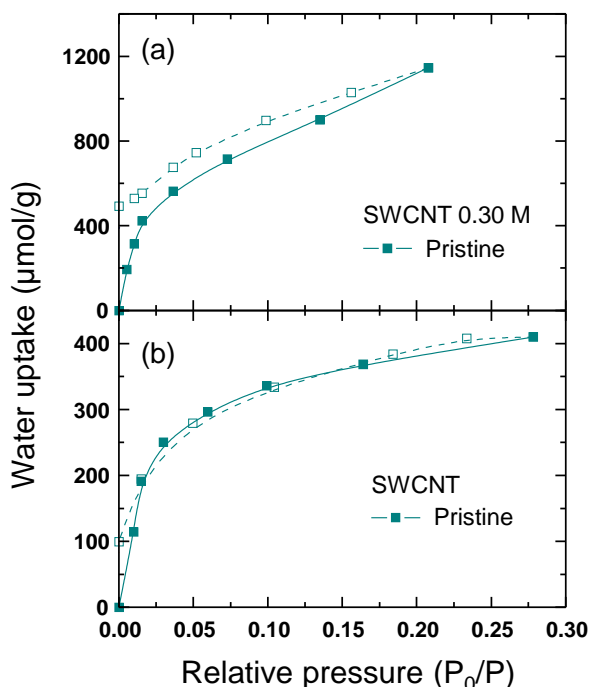 (a)
1200
800
400
0
SWCNT 0.30 M
Pristine
Water uptake (μmol/g)
(b)
400
300
200
100
0
SWCNT
Pristine
0.00 0.05 0.10 0.15 0.20 0.25 0.30
Relative pressure (P₀/P)